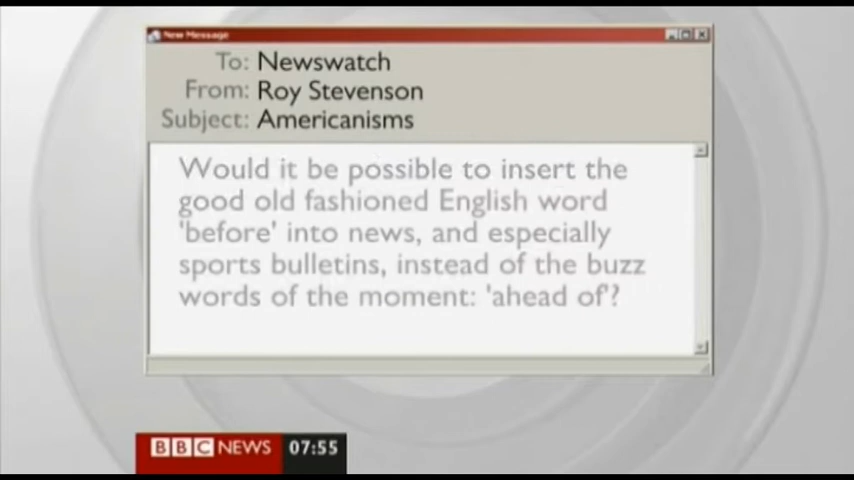 New Message
To: Newswatch
From: Roy Stevenson
Subject: Americanisms
Would it be possible to insert the
good old fashioned English word
'before' into news, and especially
sports bulletins, instead of the buzz
words of the moment: 'ahead of'?
BBC NEWS 07:55